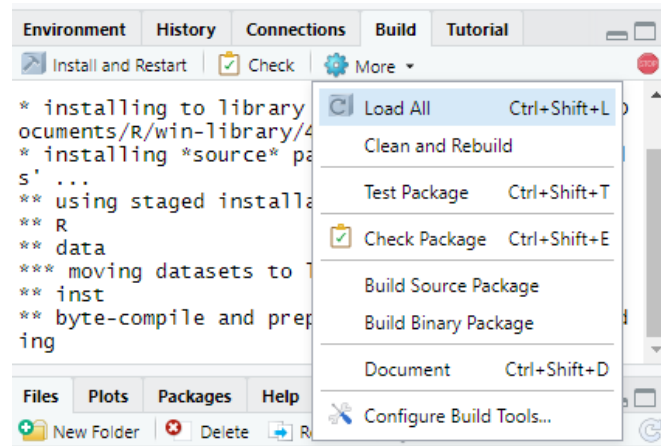 Environment History Connections Build Tutorial
Install and Restart Check More
STOP
* installing to library
ocuments/R/win-library/4
* installing *source* pa
s' ...
** using staged installa
** R
** data
*** moving datasets to
** inst
** byte-compile and prep
ing
Load All Ctrl+Shift+L
Clean and Rebuild
Test Package Ctrl+Shift+T
Check Package Ctrl+Shift+E
Build Source Package
Build Binary Package
Document Ctrl+Shift+D
Configure Build Tools...
Files Plots Packages Help
New Folder Delete